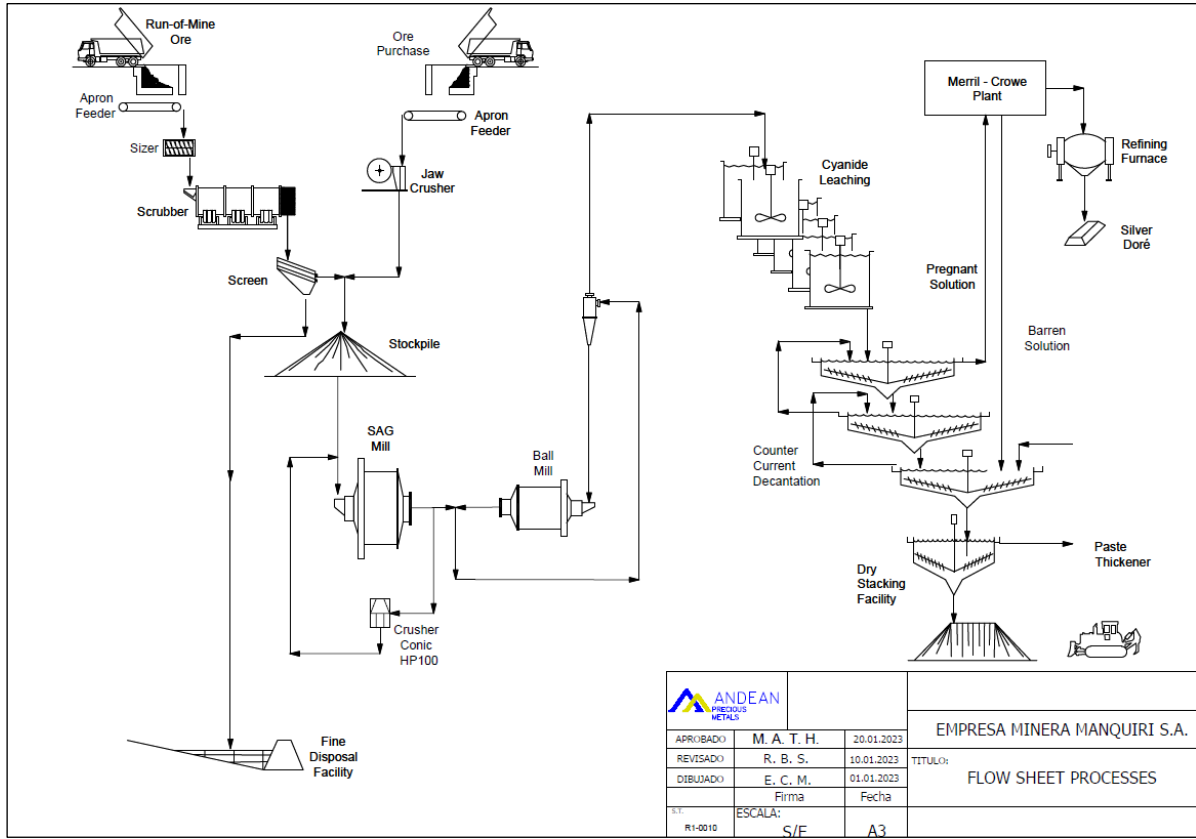 Run-of-Mine
Ore
Ore
Purchase
Apron
Feeder
Apron
Feeder
Sizer
Jaw
Crusher
Scrubber
Screen
Stockpile
SAG
Mill
Ball
Mill
Crusher
Conic
HP100
Fine
Disposal
Facility
Cyanide
Leaching
Merril - Crowe
Plant
Refining
Furnace
Silver
Doré
Pregnant
Solution
Barren
Solution
Counter
Current
Decantation
Paste
Thickener
Dry
Stacking
Facility
ANDEAN
PRECIOUS
METALS
EMPRESA MINERA MANQUIRI S.A.
APROBADO M. A. T. H. 20.01.2023
REVISADO R. B. S. 10.01.2023
DIBUJADO E. C. M. 01.01.2023
Firma Fecha
TITULO:
FLOW SHEET PROCESSES
S.T.
R1-0010
ESCALA:
S/E A3